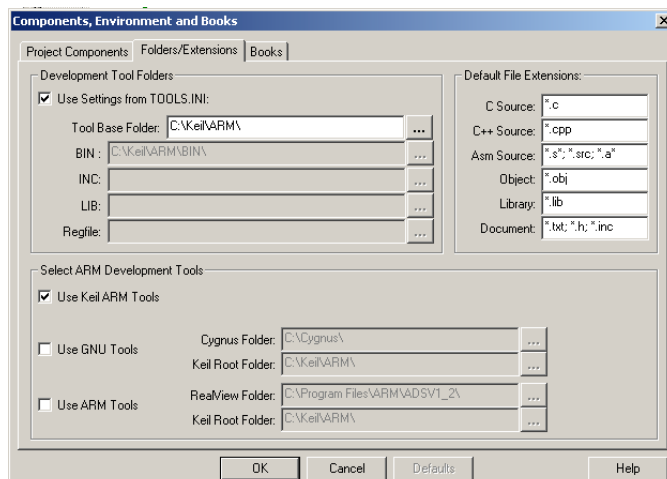 Components, Environment and Books
Project Components Folders/Extensions Books
Development Tool Folders
Use Settings from TOOLS.INI:
Tool Base Folder: C:\Keil\ARM\ ...
BIN : C:\Keil\ARM\BIN\ ...
INC: ...
LIB: ...
Regfile: ...
Default File Extensions:
C Source: *.c
C++ Source: *.cpp
Asm Source: *.s*; *.src; *.a*
Object: *.obj
Library: *.lib
Document: *.txt; *.h; *.inc
Select ARM Development Tools
Use Keil ARM Tools
Use GNU Tools
Cygnus Folder: C:\Cygnus\ ...
Keil Root Folder: C:\Keil\ARM\ ...
Use ARM Tools
RealView Folder: C:\Program Files\ARM\ADSV1_2\ ...
Keil Root Folder: C:\Keil\ARM\ ...
OK Cancel Defaults Help